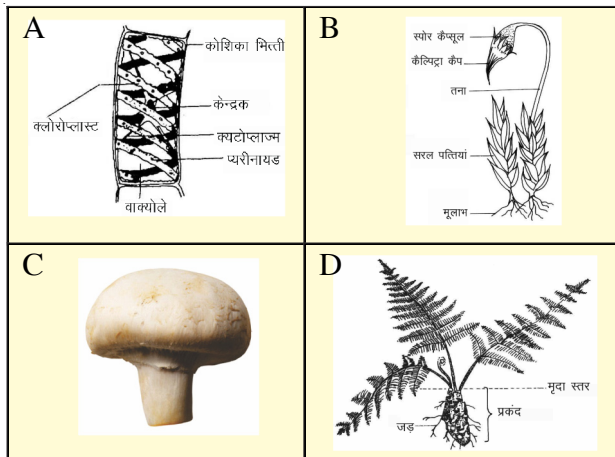 A
कोशिका भित्ती
क्लोरोप्लास्ट
केन्द्रक
क्यटोप्लाज्म
प्यरीनायड
वाक्योले
B
स्पोर कैप्सूल
कैल्पिट्रा कैप
तना
सरल पत्तियां
मूलाभ
C
D
मृदा स्तर
प्रकंद
जड़